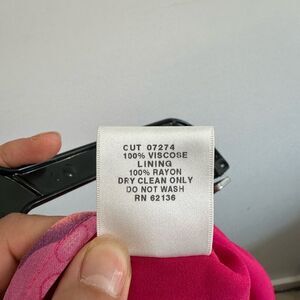 CUT 07274
100% VISCOSE
LINING
100% RAYON
DRY CLEAN ONLY
DO NOT WASH
RN 62136